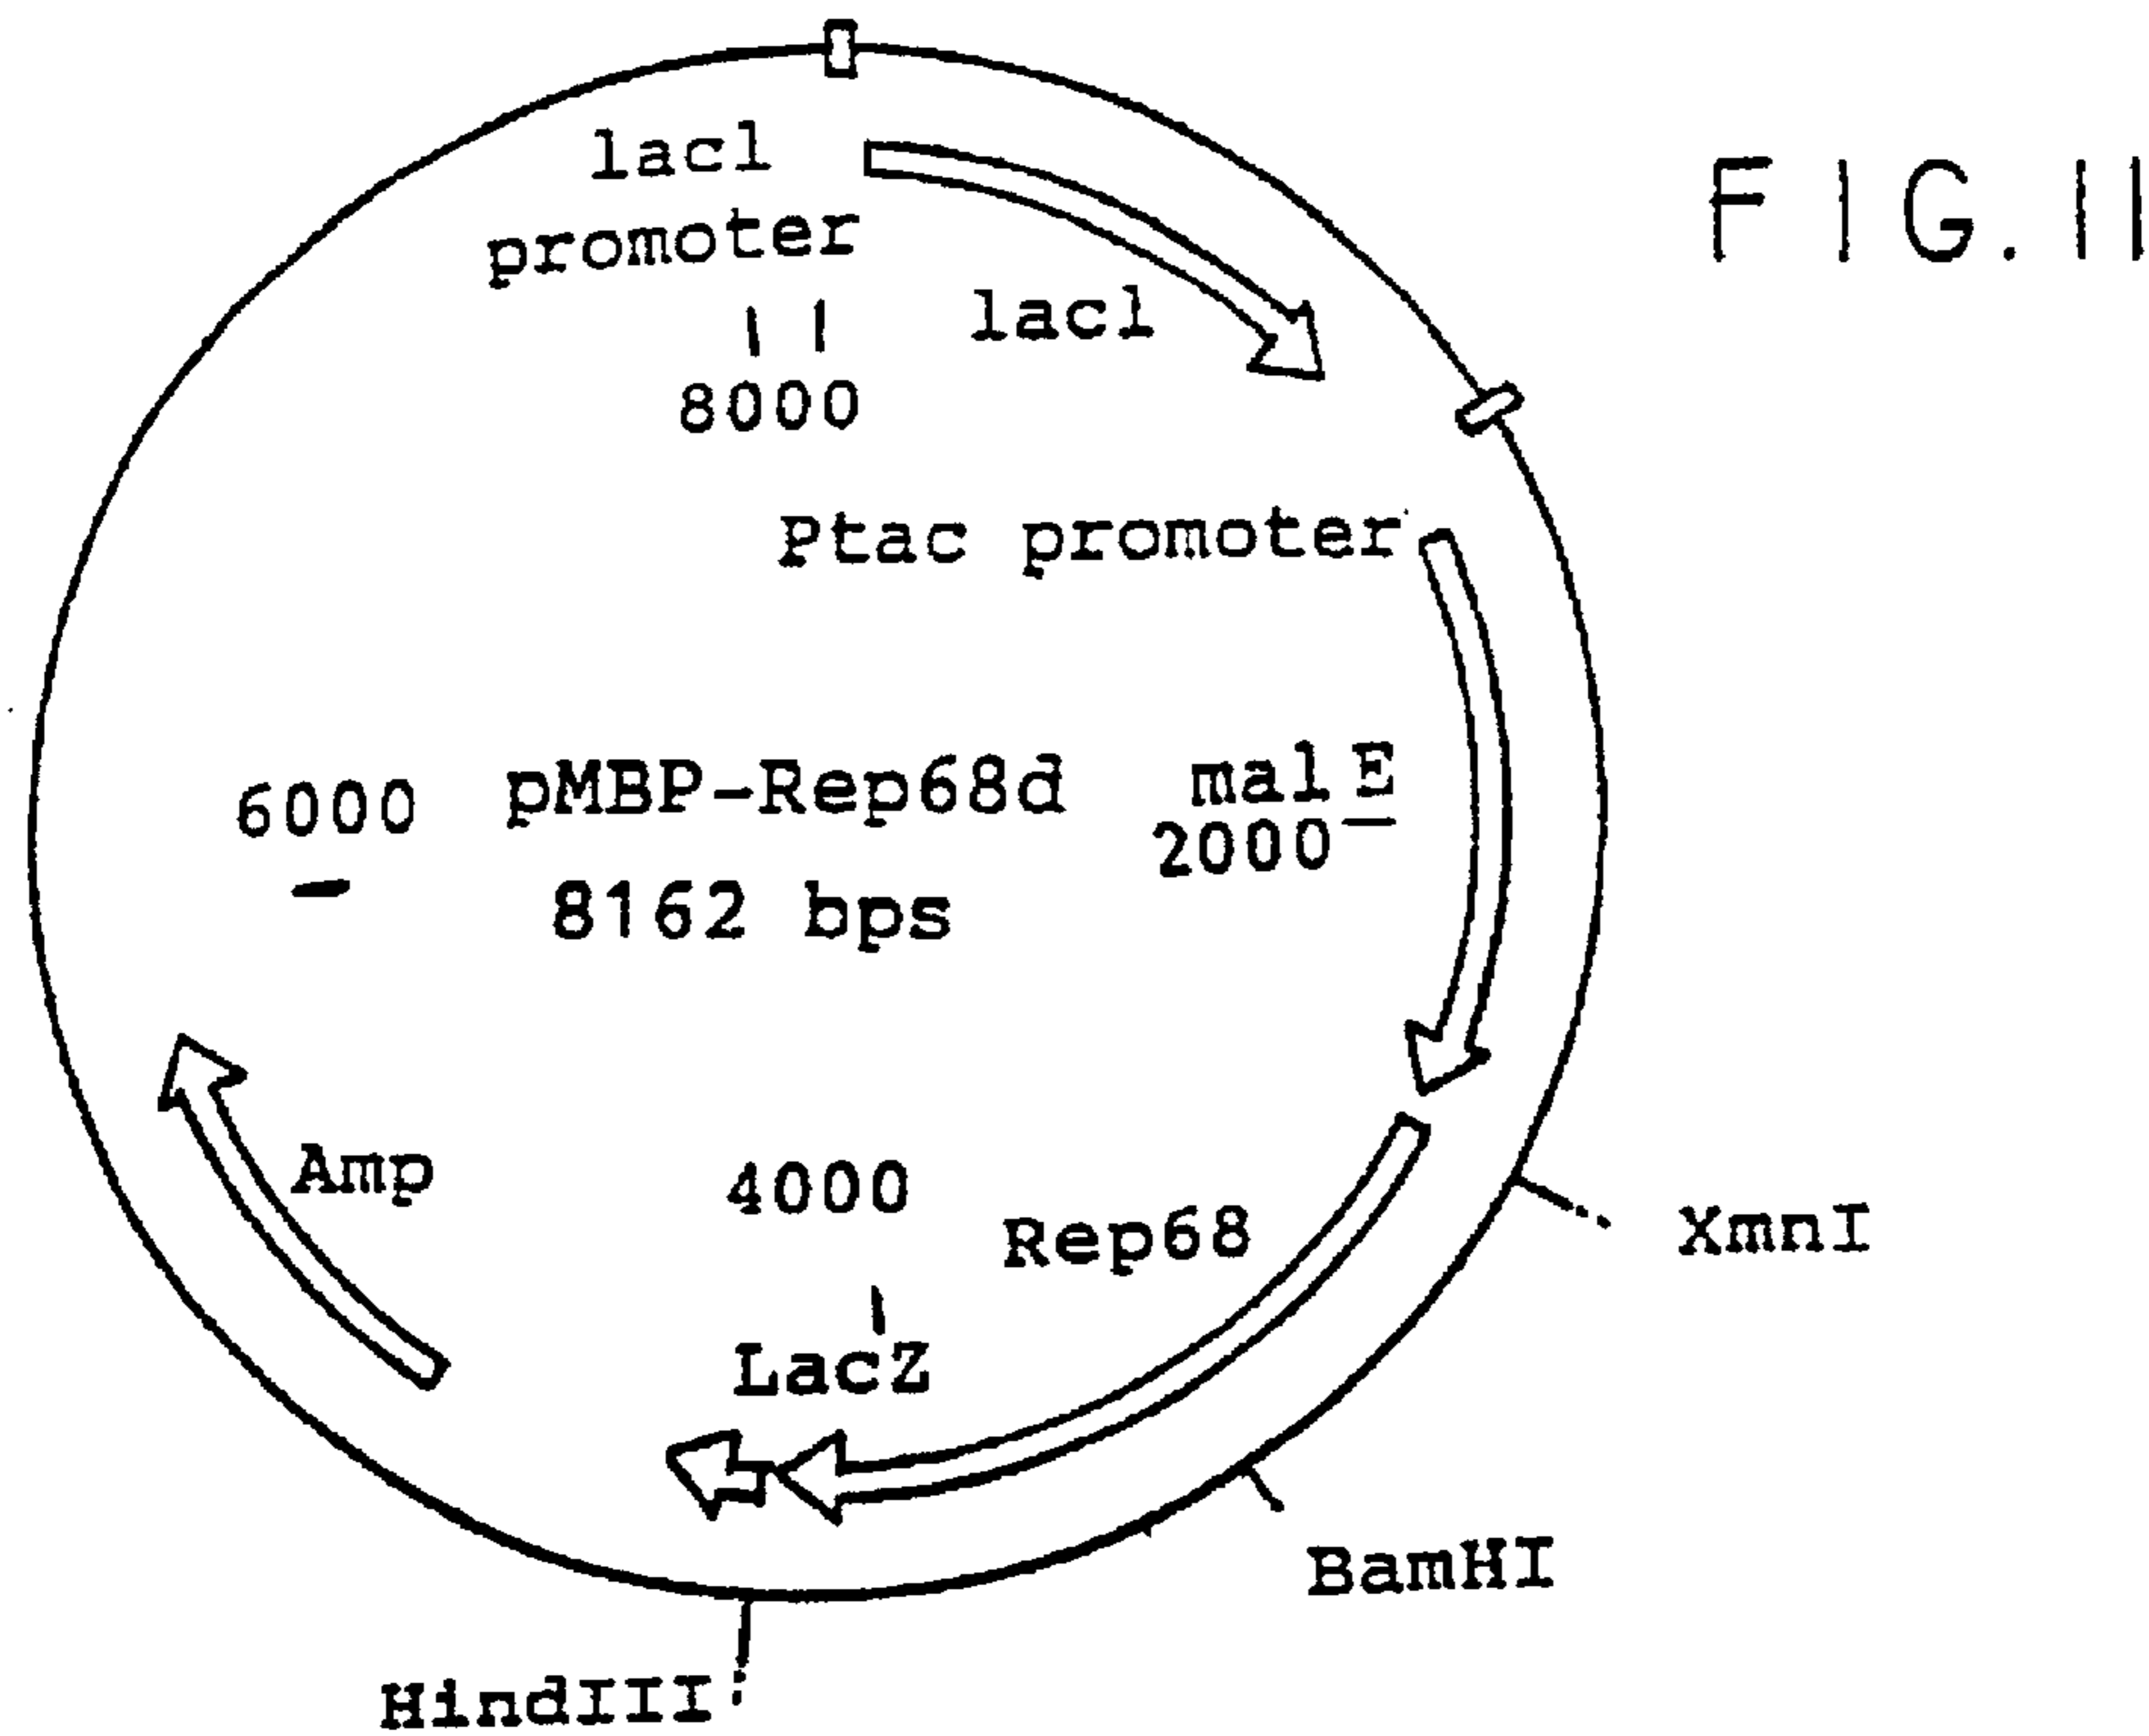 FIG.11
lacl
promoter
lacl
8000
Ptac promoter
6000
pMBP-Rep68d
8162 bps
mal E
2000
Amp
4000
Rep68
LacZ
XmnI
BamHI
HindIII